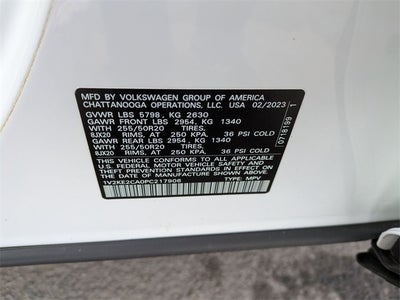 MFD. BY VOLKSWAGEN GROUP OF AMERICA
CHATTANOOGA OPERATIONS, LLC. USA 02/2023
GVWR LBS 5798 , KG 2630
GAWR FRONT LBS 2954, KG 1340
WITH 255/50R20 TIRES,
8JX20 RIMS, AT 250 KPA. 36 PSI COLD
GAWR REAR LBS 2954, KG 1340
WITH 255/50R20 TIRES,
8JX20 RIMS, AT 250 KPA. 36 PSI COLD
THIS VEHICLE CONFORMS TO ALL APPLICABLE
FEDERAL MOTOR VEHICLE SAFETY
AND THEFT PREVENTION STANDARDS
IN EFFECT ON THE DATE OF
MANUFACTURE SHOWN ABOVE.
1V2KE2CA0PC217906 TYPE: MPV
0718199 1